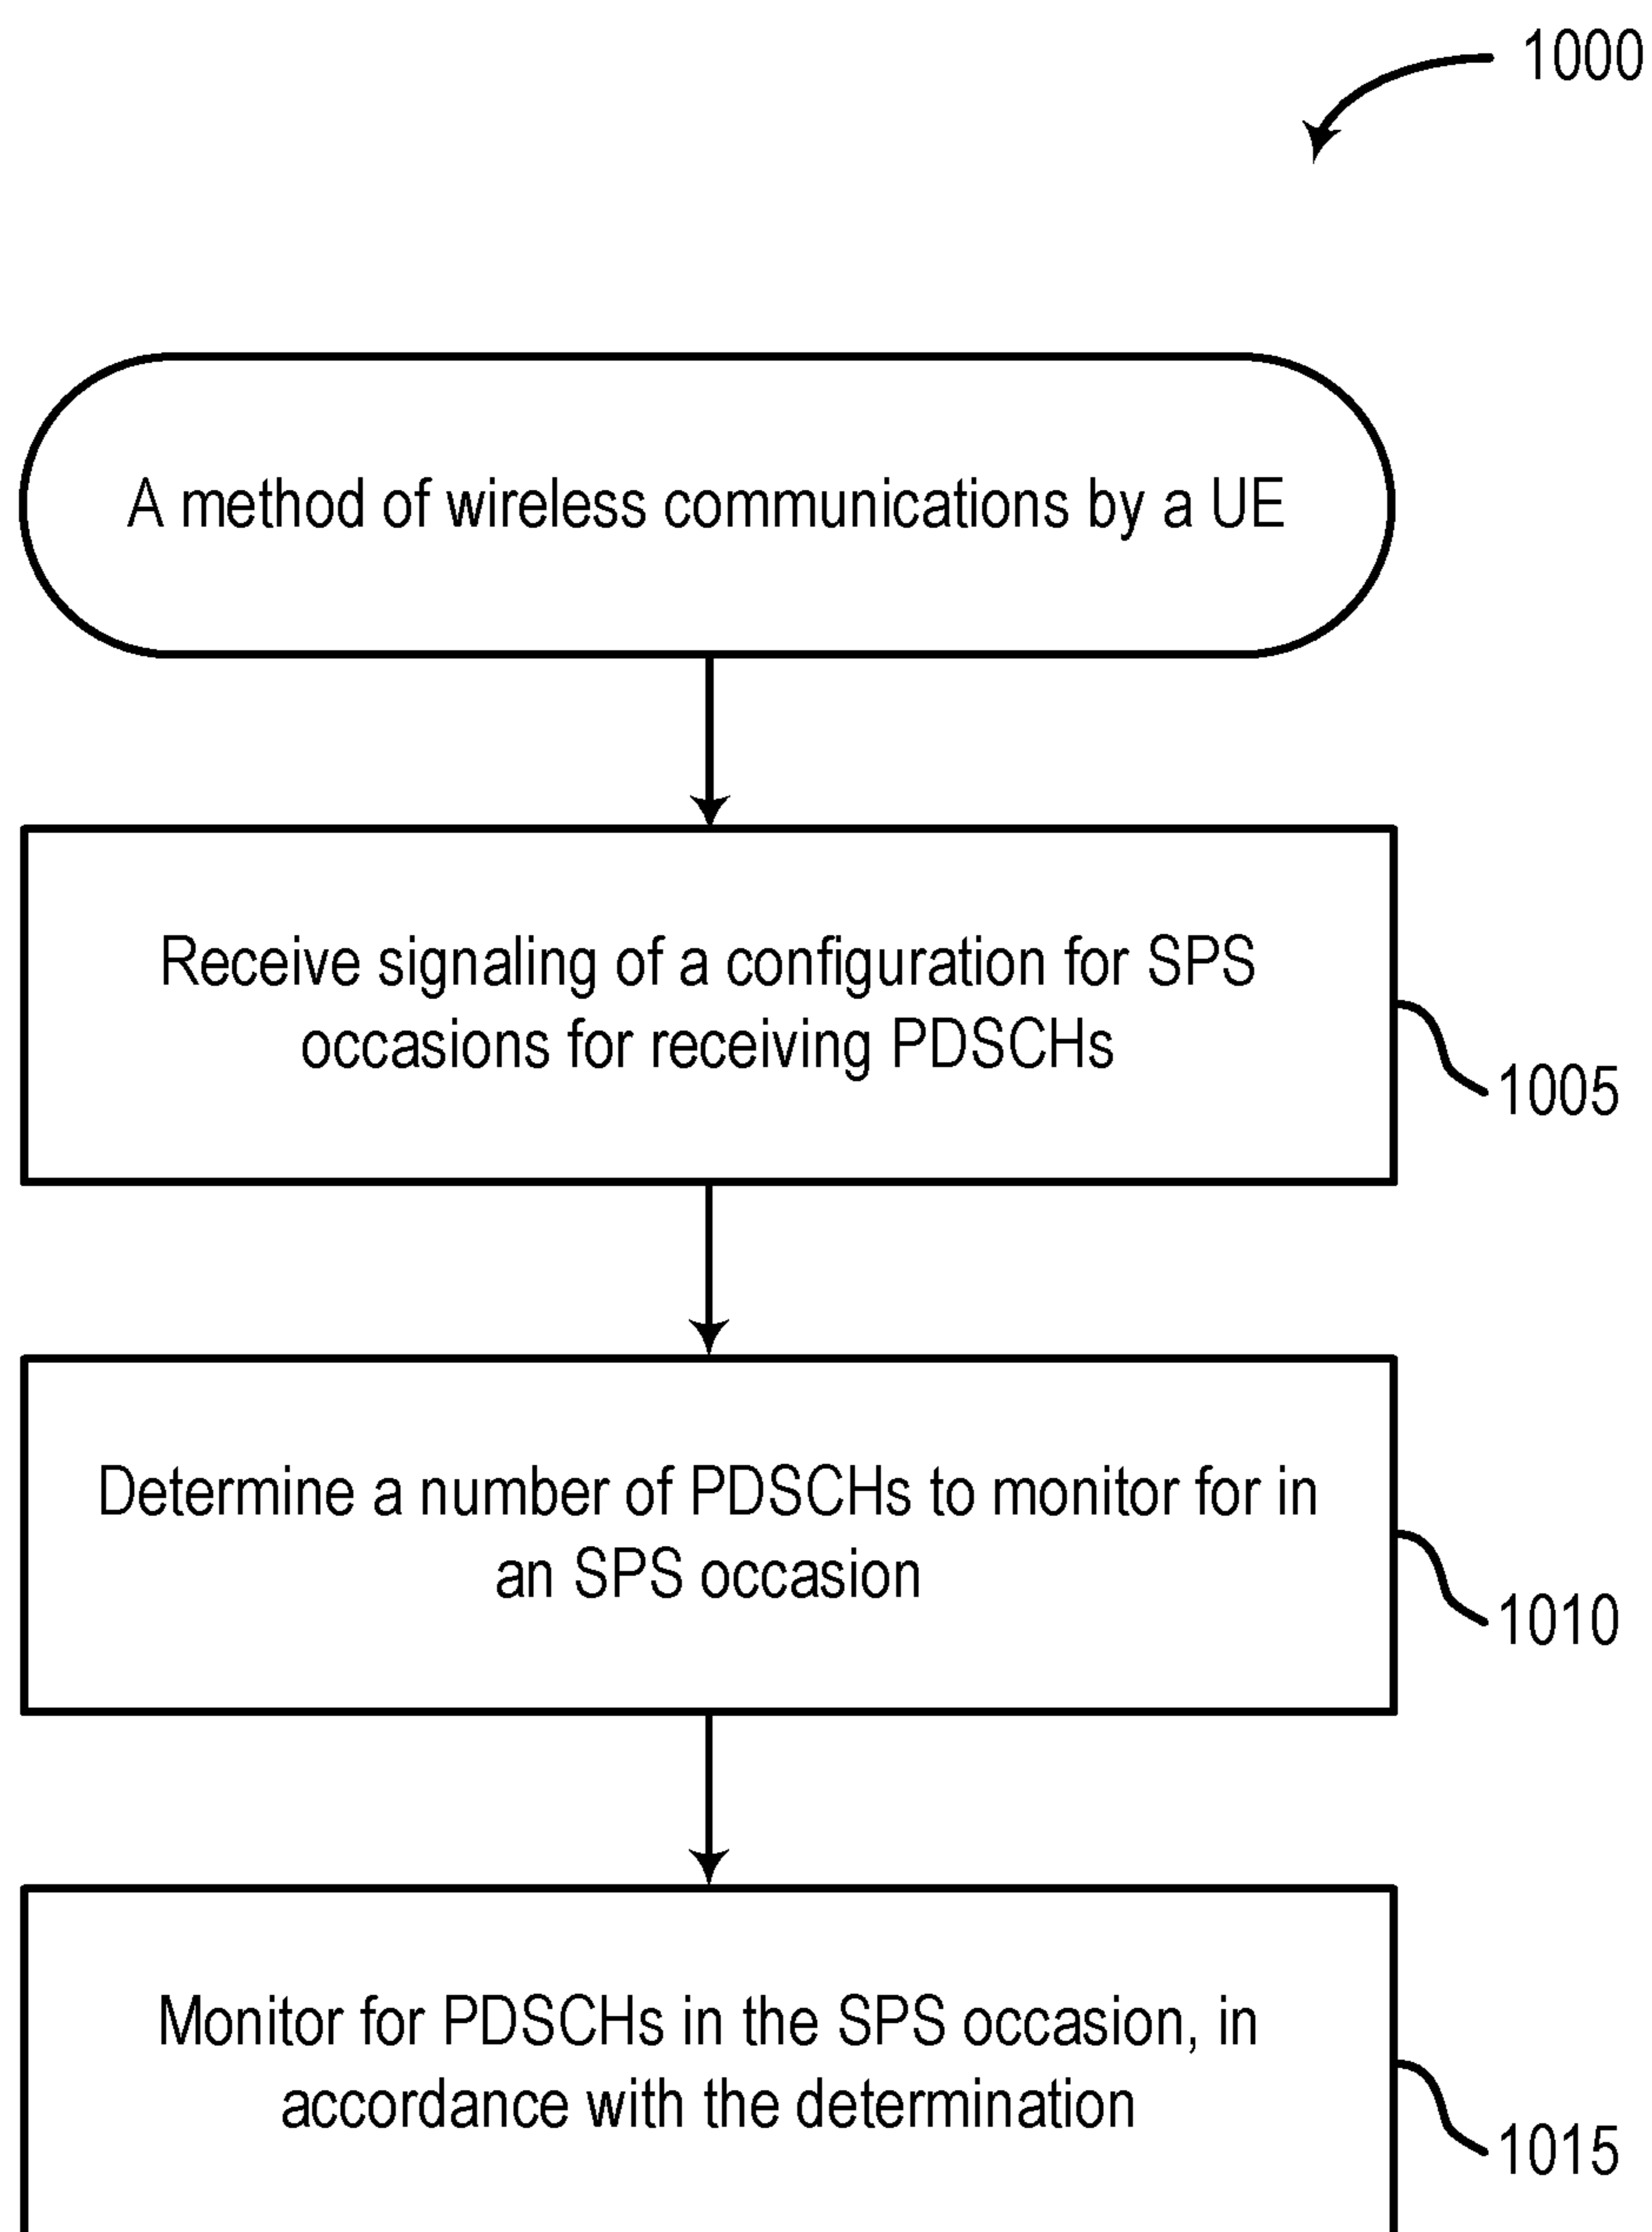 1000
A method of wireless communications by a UE
Receive signaling of a configuration for SPS
occasions for receiving PDSCHs
1005
Determine a number of PDSCHs to monitor for in
an SPS occasion
1010
Monitor for PDSCHs in the SPS occasion, in
accordance with the determination
1015